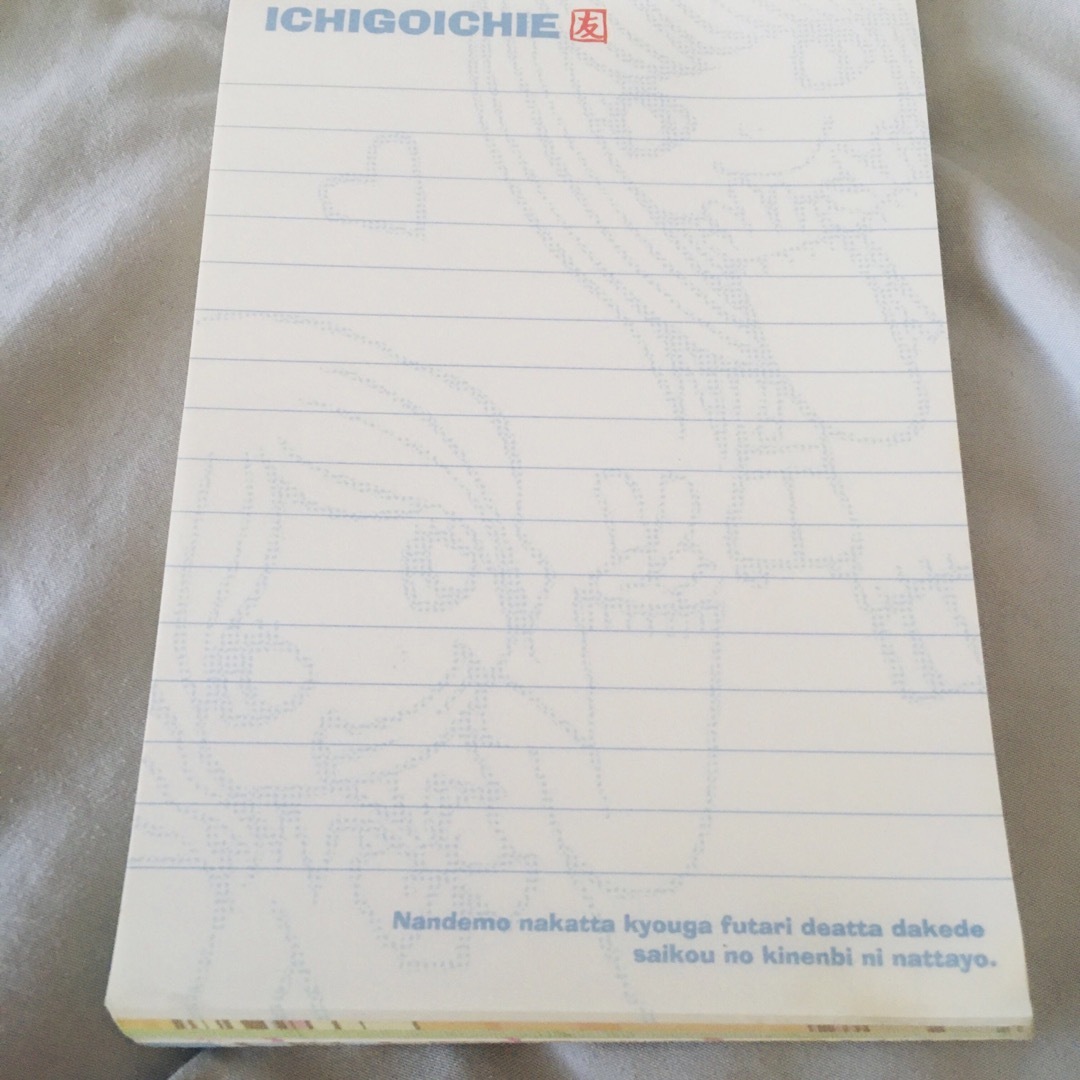 ICHIGOICHIE 友
Nandemo nakatta kyouga futari deatta dakede
saikou no kinenbi ni nattayo.